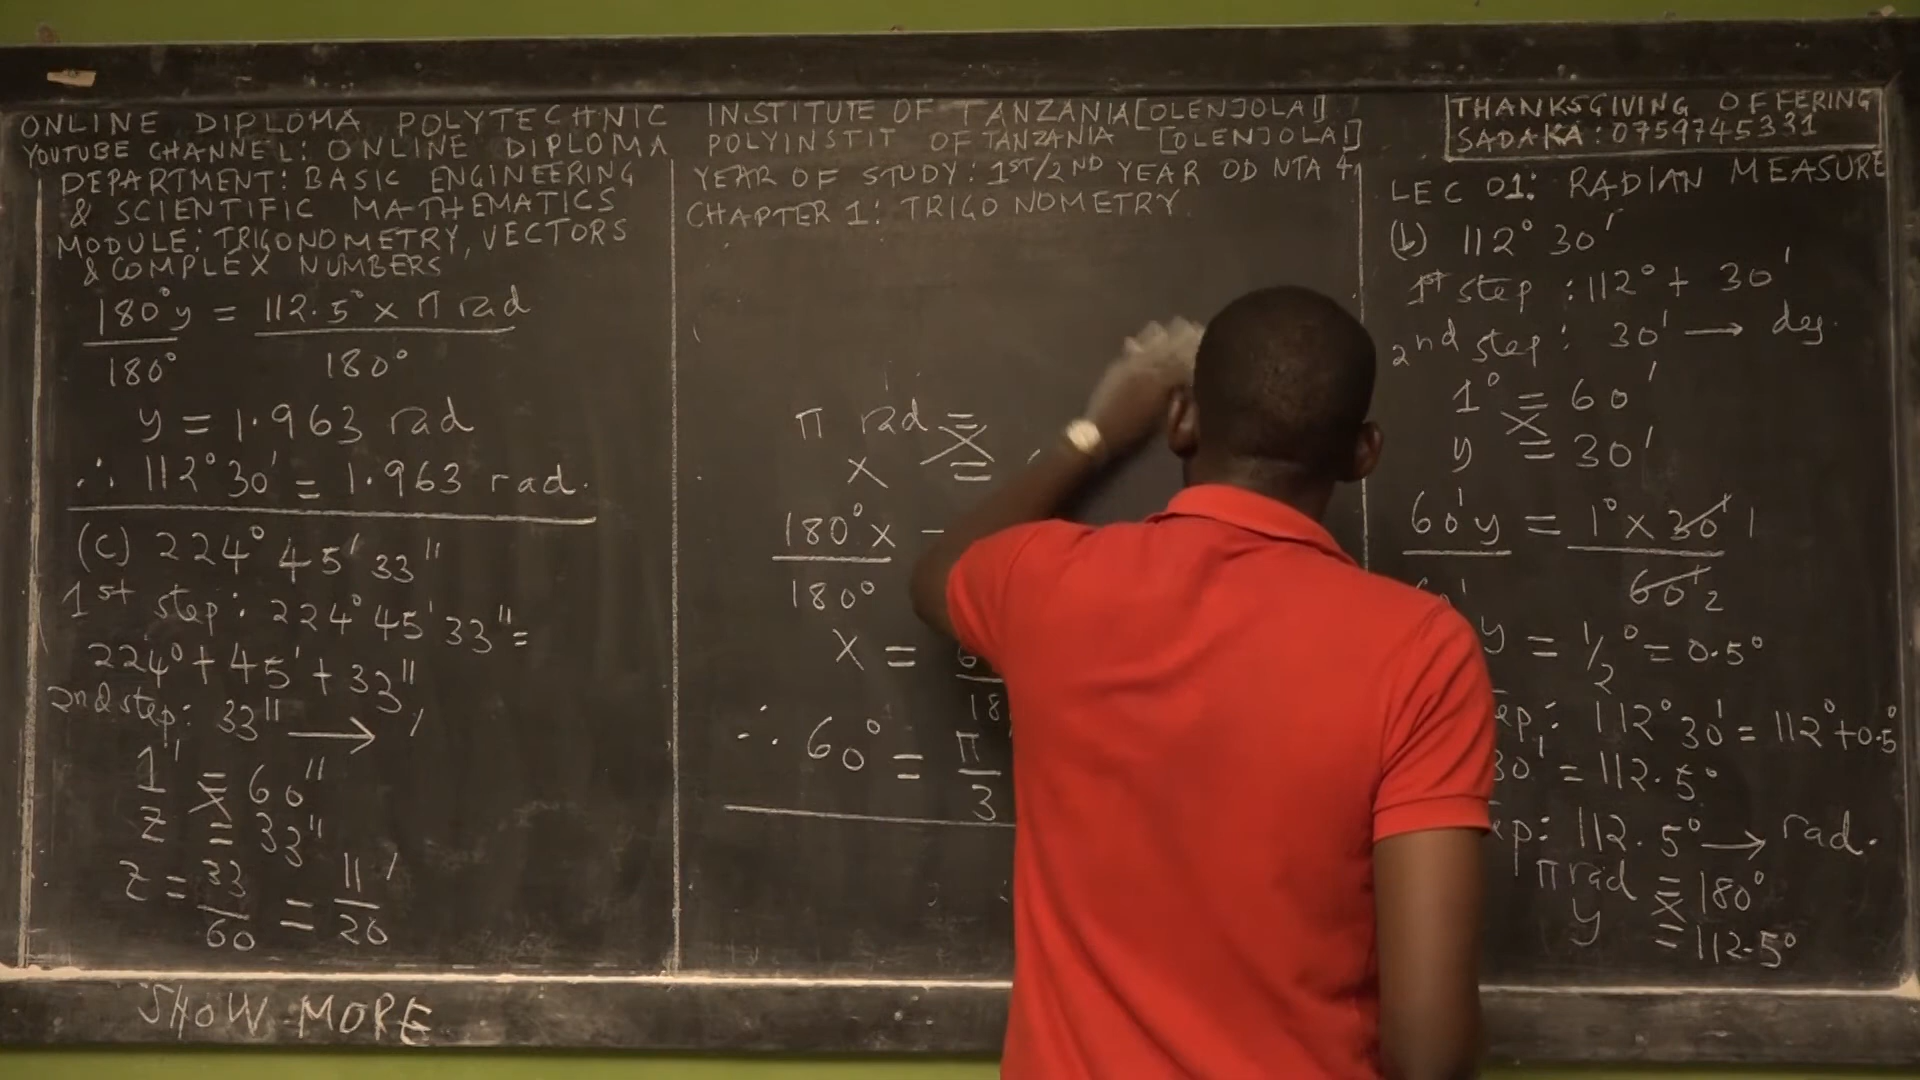 ONLINE DIPLOMA POLYTECHNIC INSTITUTE OF TANZANIA[OLENJOLAI]
YOUTUBE CHANNEL: ONLINE DIPLOMA POLYINSTIT OF TANZANIA [OLENJOLAI]
THANKSGIVING OFFERING
SADAKA: 0759745331
DEPARTMENT: BASIC ENGINEERING
& SCIENTIFIC MATHEMATICS
MODULE: TRIGONOMETRY, VECTORS
& COMPLEX NUMBERS
180°y = 112.5° x π rad
180° 180°
y = 1.963 rad
∴ 112°30' = 1.963 rad.
(c) 224° 45' 33"
1st step: 224° 45' 33" =
224° + 45' + 33"
2nd step: 33" → '
1' = 60"
z = 33"
z = 33/60 = 11/20 '
SHOW MORE
YEAR OF STUDY: 1ST/2ND YEAR OD NTA 4
CHAPTER 1: TRIGONOMETRY
π rad =
x =
180°x
180°
x =
∴ 60° = π/3
LEC 01: RADIAN MEASURE
(b) 112° 30'
1st step: 112° + 30'
2nd step: 30' → deg.
1° = 60'
y = 30'
60'y = 1° x 30' 1
60' 2
y = 1/2° = 0.5°
112° 30' = 112° + 0.5°
30' = 112.5°
112.5° → rad.
π rad = 180°
y = 112.5°